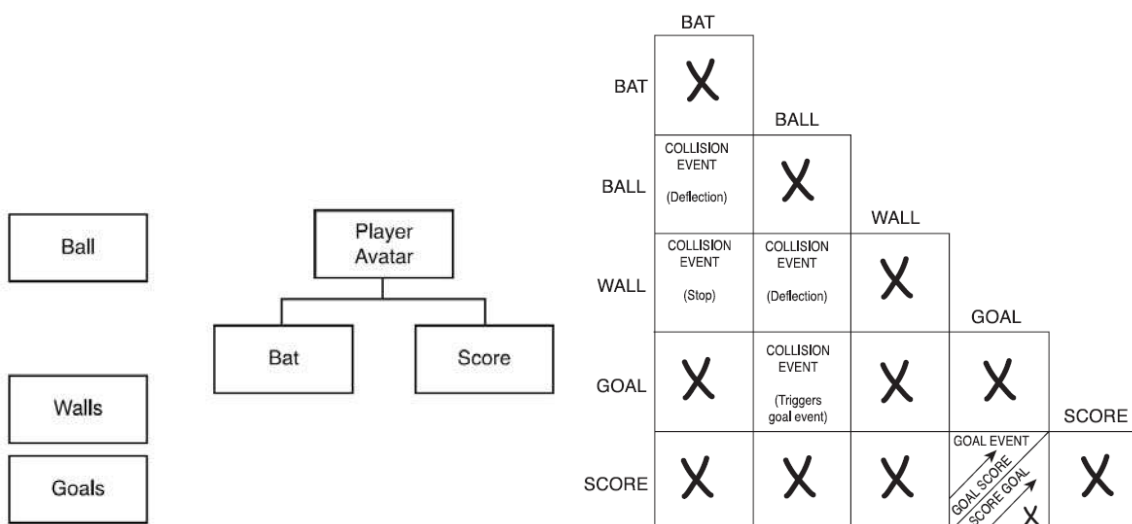 Ball
Player
Avatar
Bat
Score
Walls
Goals
BAT
BAT
X
BALL
BALL
COLLISION
EVENT
(Deflection)
X
WALL
WALL
COLLISION
EVENT
(Stop)
COLLISION
EVENT
(Deflection)
X
GOAL
GOAL
X
COLLISION
EVENT
(Triggers
goal event)
X
X
SCORE
SCORE
X
X
X
GOAL EVENT
GOAL SCORE
SCORE GOAL
X
X